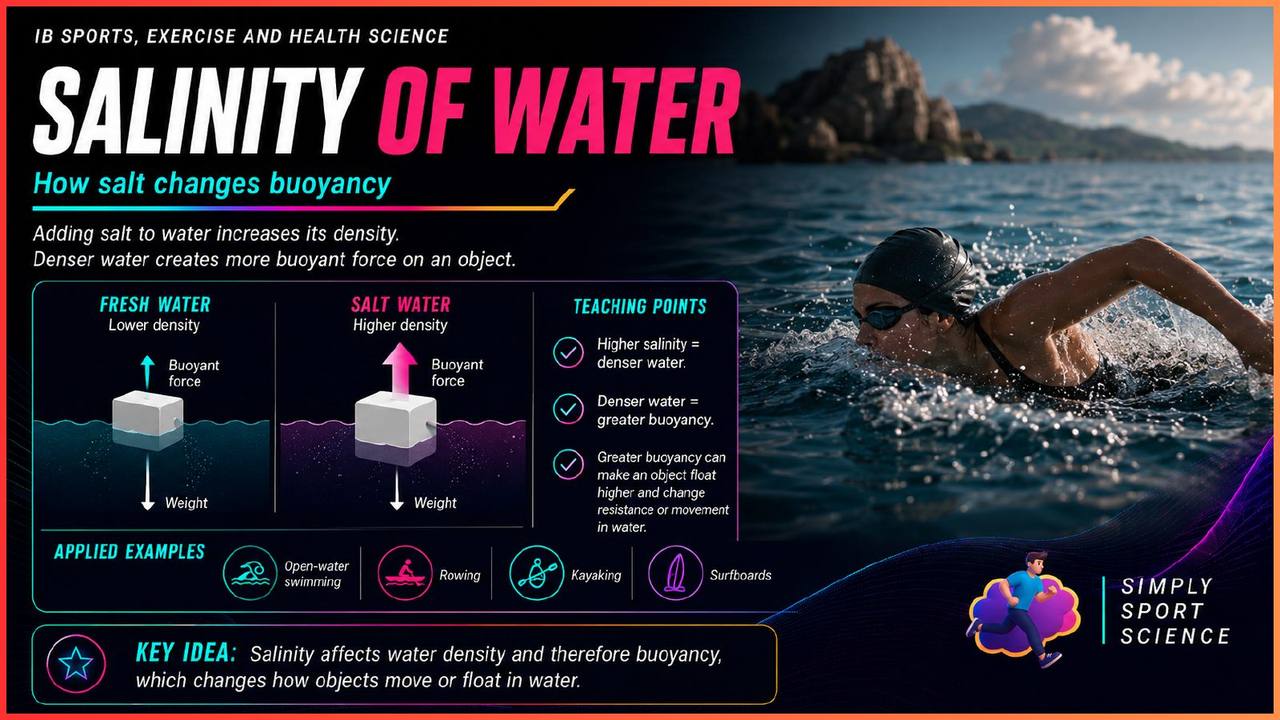 IB SPORTS, EXERCISE AND HEALTH SCIENCE
SALINITY OF WATER
How salt changes buoyancy
Adding salt to water increases its density.
Denser water creates more buoyant force on an object.
FRESH WATER
Lower density
Buoyant
force
Weight
SALT WATER
Higher density
Buoyant
force
Weight
TEACHING POINTS
Higher salinity =
denser water.
Denser water =
greater buoyancy.
Greater buoyancy can
make an object float
higher and change
resistance or movement
in water.
APPLIED EXAMPLES
Open-water
swimming
Rowing
Kayaking
Surfboards
KEY IDEA: Salinity affects water density and therefore buoyancy,
which changes how objects move or float in water.
SIMPLY
SPORT
SCIENCE